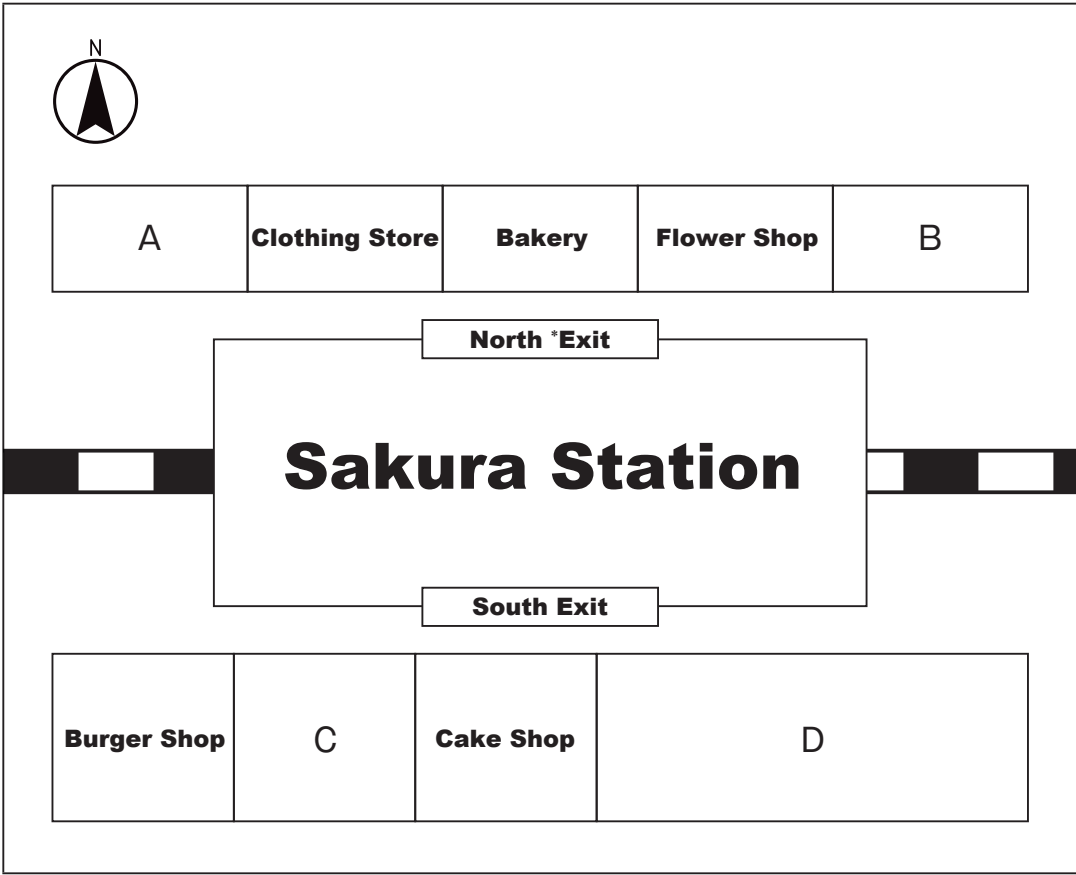 N
A
Clothing Store
Bakery
Flower Shop
B
North *Exit
Sakura Station
South Exit
Burger Shop
C
Cake Shop
D